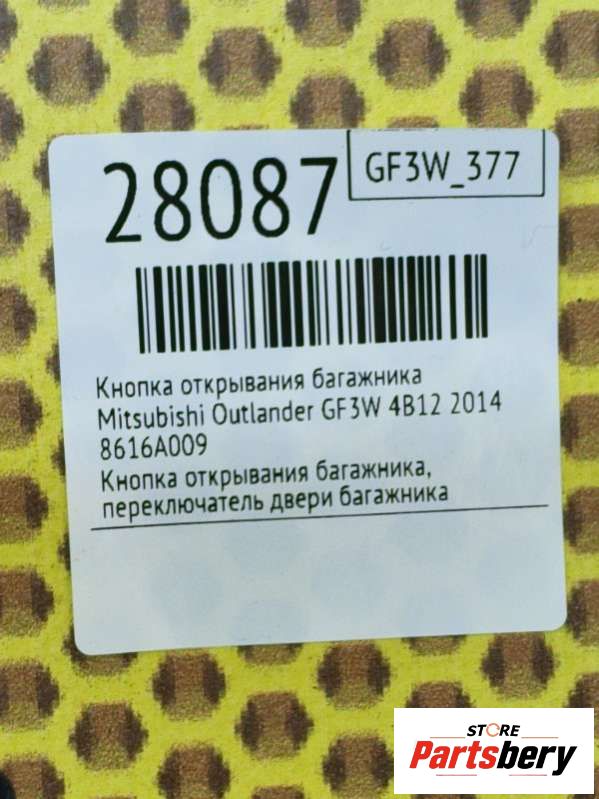 28087
GF3W_377
Кнопка открывания багажника
Mitsubishi Outlander GF3W 4B12 2014
8616A009
Кнопка открывания багажника,
переключатель двери багажника
STORE
Partsbery